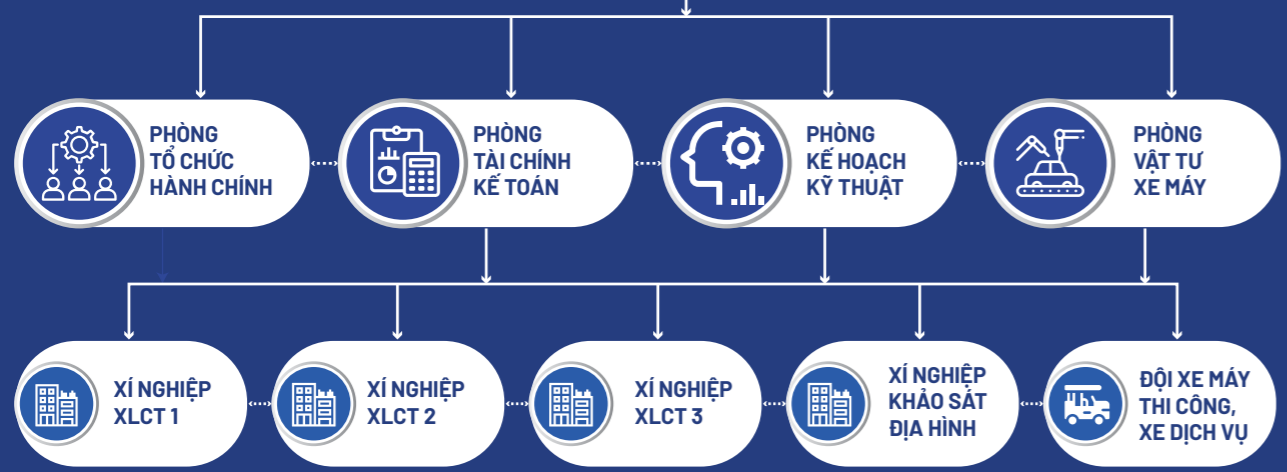 PHÒNG
TỔ CHỨC
HÀNH CHÍNH
PHÒNG
TÀI CHÍNH
KẾ TOÁN
PHÒNG
KẾ HOẠCH
KỸ THUẬT
PHÒNG
VẬT TƯ
XE MÁY
XÍ NGHIỆP
XLCT 1
XÍ NGHIỆP
XLCT 2
XÍ NGHIỆP
XLCT 3
XÍ NGHIỆP
KHẢO SÁT
ĐỊA HÌNH
ĐỘI XE MÁY
THI CÔNG,
XE DỊCH VỤ